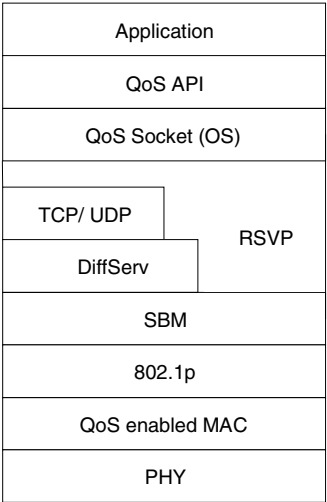 Application
QoS API
QoS Socket (OS)
TCP/ UDP
RSVP
DiffServ
SBM
802.1p
QoS enabled MAC
PHY